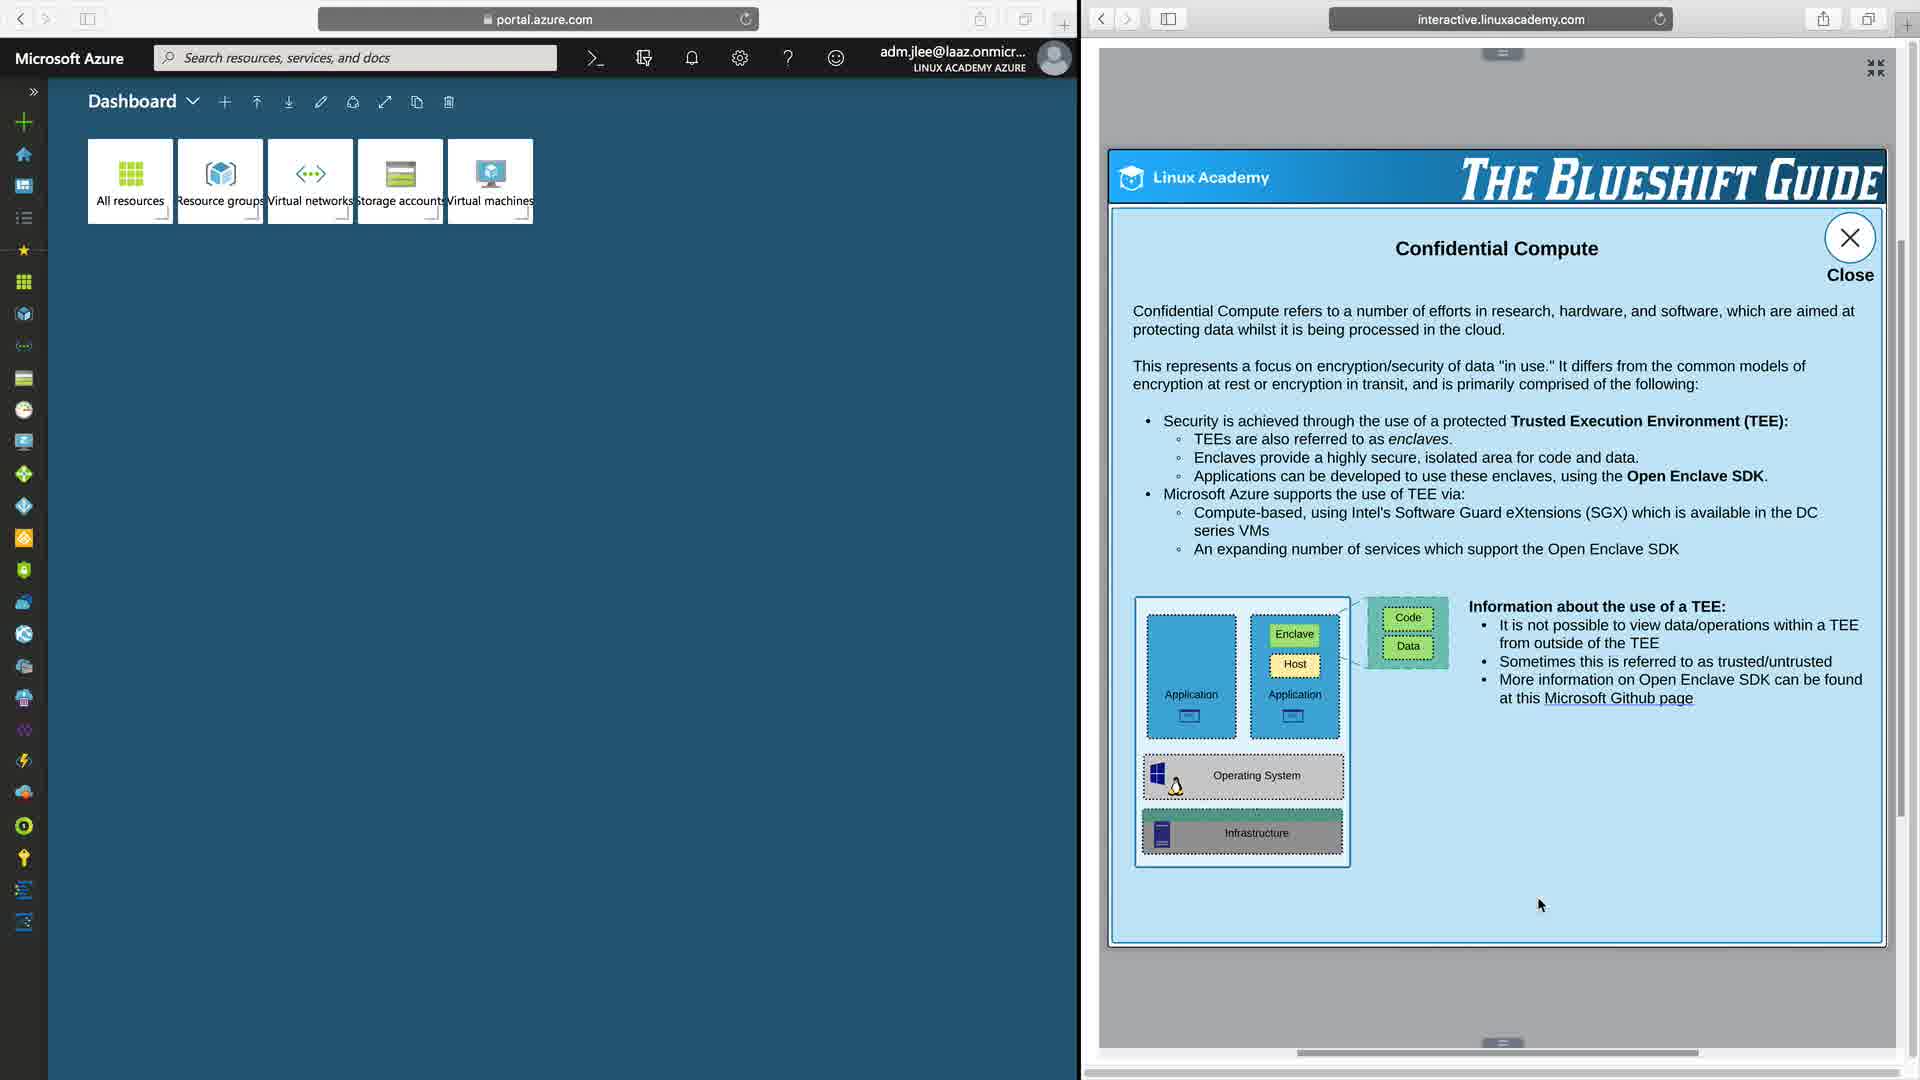 portal.azure.com
Microsoft Azure
Search resources, services, and docs
adm.jlee@laaz.onmicr...
LINUX ACADEMY AZURE
Dashboard
All resources
Resource groups
Virtual networks
Storage accounts
Virtual machines
interactive.linuxacademy.com
Linux Academy
THE BLUESHIFT GUIDE
Confidential Compute
Close
Confidential Compute refers to a number of efforts in research, hardware, and software, which are aimed at
protecting data whilst it is being processed in the cloud.
This represents a focus on encryption/security of data "in use." It differs from the common models of
encryption at rest or encryption in transit, and is primarily comprised of the following:
• Security is achieved through the use of a protected Trusted Execution Environment (TEE):
◦ TEEs are also referred to as enclaves.
◦ Enclaves provide a highly secure, isolated area for code and data.
◦ Applications can be developed to use these enclaves, using the Open Enclave SDK.
• Microsoft Azure supports the use of TEE via:
◦ Compute-based, using Intel's Software Guard eXtensions (SGX) which is available in the DC
series VMs
◦ An expanding number of services which support the Open Enclave SDK
Enclave
Host
Application
Application
Code
Data
Operating System
Infrastructure
Information about the use of a TEE:
• It is not possible to view data/operations within a TEE
from outside of the TEE
• Sometimes this is referred to as trusted/untrusted
• More information on Open Enclave SDK can be found
at this Microsoft Github page